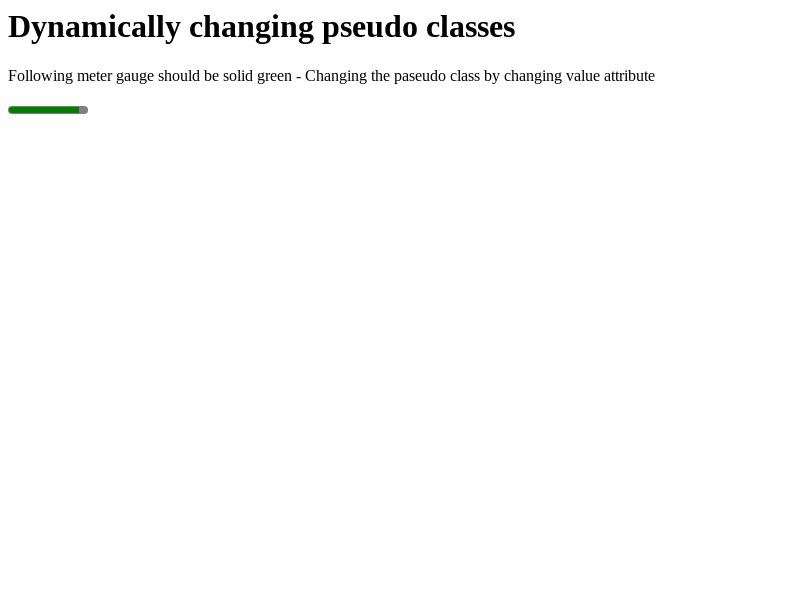 Dynamically changing pseudo classes
Following meter gauge should be solid green - Changing the paseudo class by changing value attribute